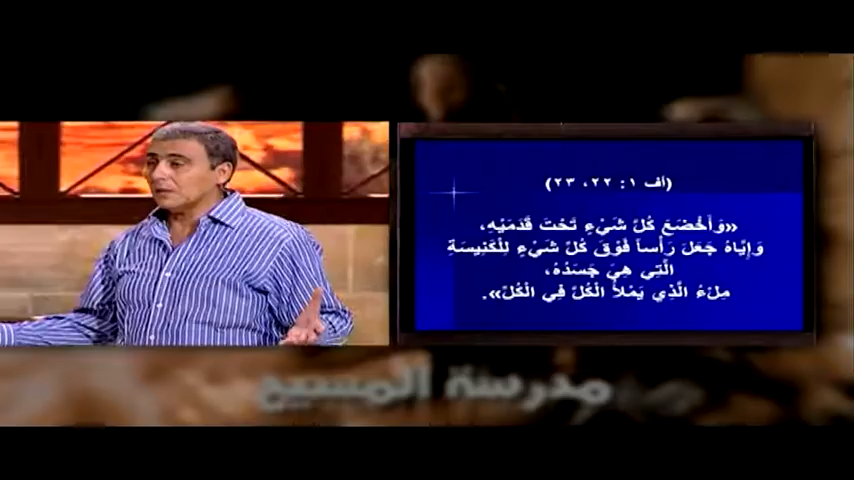 (أف ١: ٢٢، ٢٣)
«وَأَخْضَعَ كُلَّ شَيْءٍ تَحْتَ قَدَمَيْهِ،
وَإِيَّاهُ جَعَلَ رَأْساً فَوْقَ كُلِّ شَيْءٍ لِلْكَنِيسَةِ
الَّتِي هِيَ جَسَدُهُ،
مِلْءُ الَّذِي يَمْلأُ الْكُلَّ فِي الْكُلِّ».
مدرسة المسيح